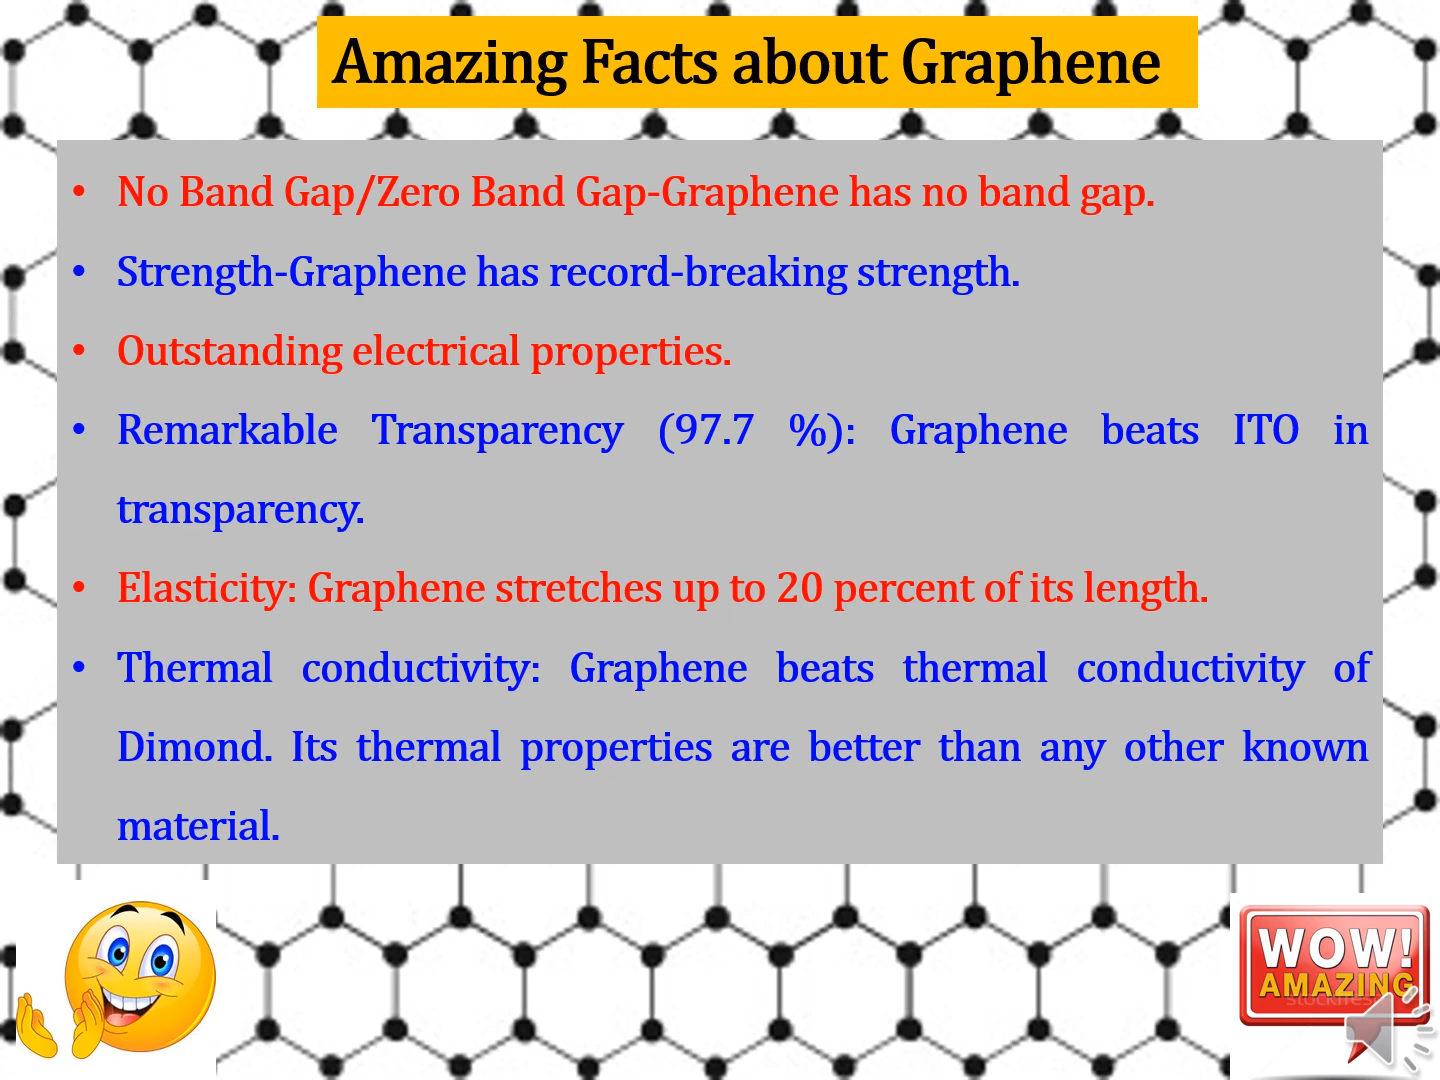 Amazing Facts about Graphene
• No Band Gap/Zero Band Gap-Graphene has no band gap.
• Strength-Graphene has record-breaking strength.
• Outstanding electrical properties.
• Remarkable Transparency (97.7 %): Graphene beats ITO in
transparency.
• Elasticity: Graphene stretches up to 20 percent of its length.
• Thermal conductivity: Graphene beats thermal conductivity of
Dimond. Its thermal properties are better than any other known
material.
WOW!
AMAZING